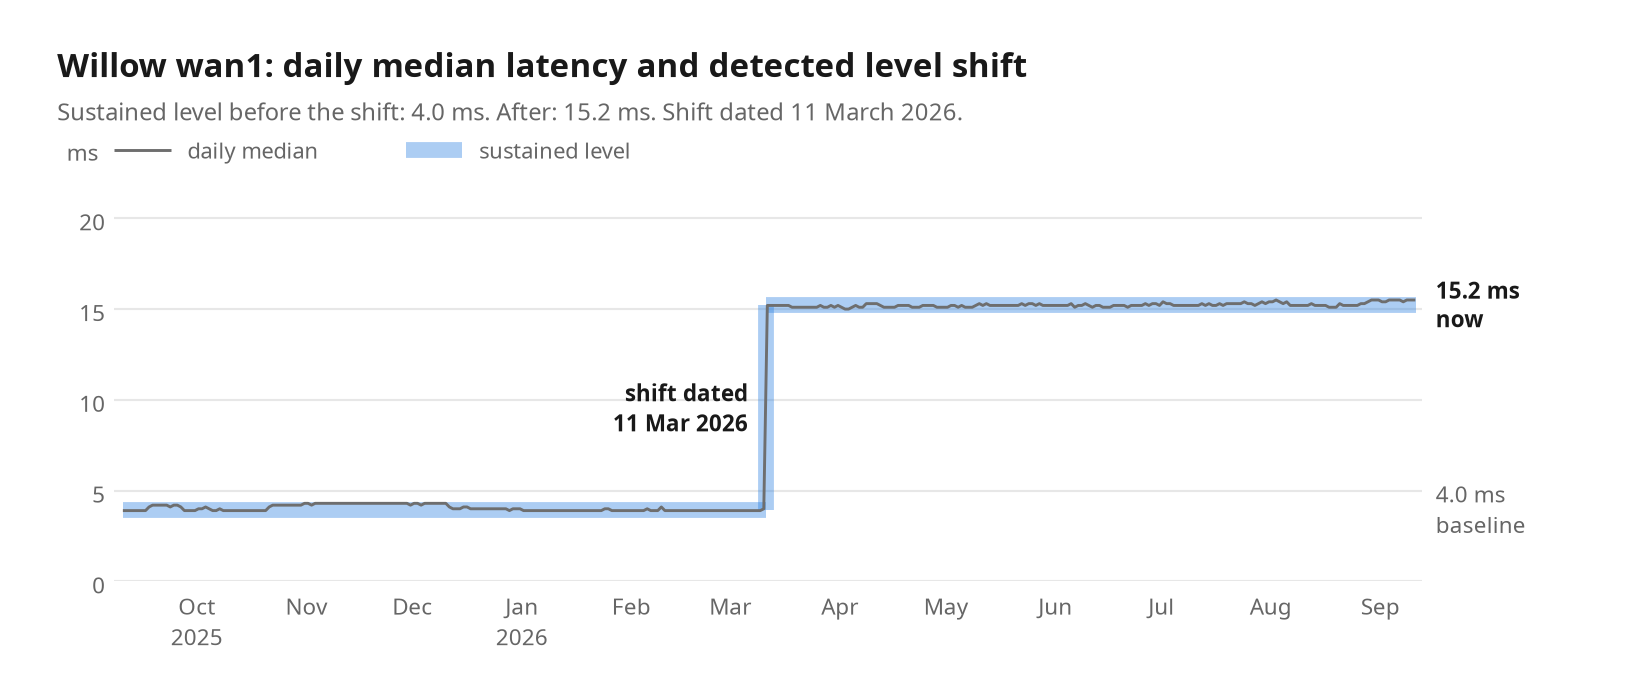 Willow wan1: daily median latency and detected level shift
Sustained level before the shift: 4.0 ms. After: 15.2 ms. Shift dated 11 March 2026.
ms daily median sustained level
20
15
10
5
0
15.2 ms
now
shift dated
11 Mar 2026
4.0 ms
baseline
Oct Nov Dec Jan Feb Mar Apr May Jun Jul Aug Sep
2025 2026